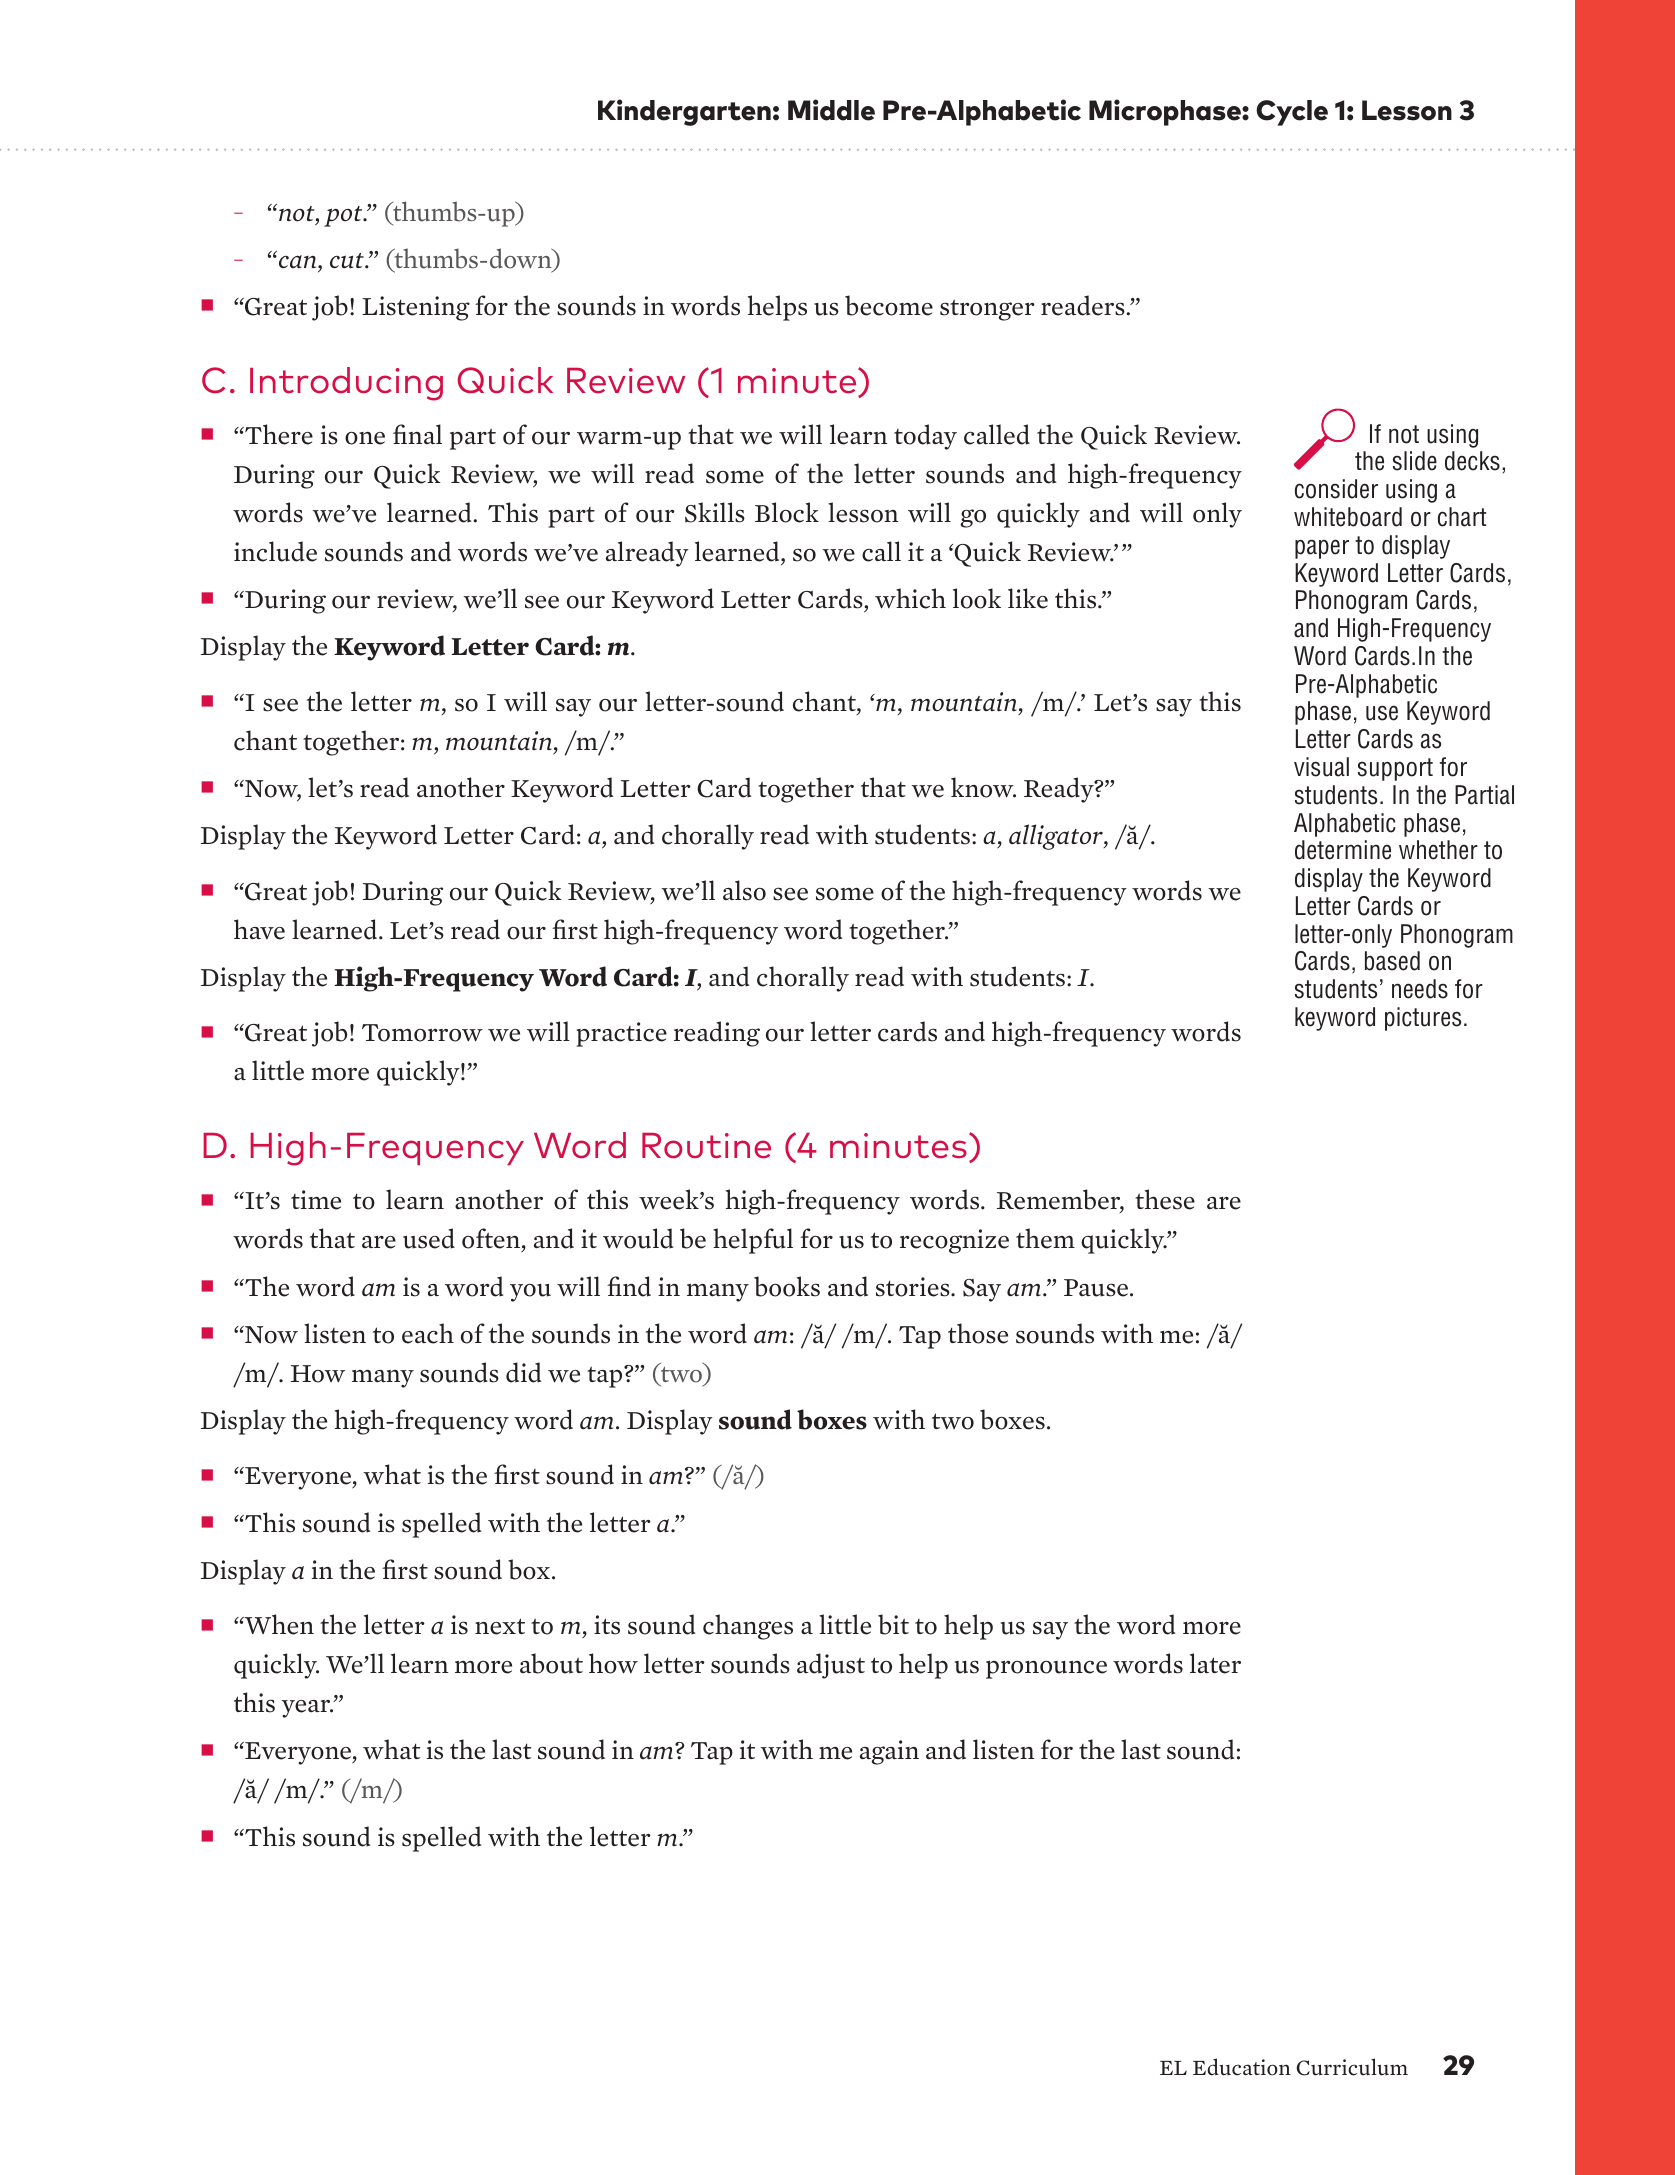 Kindergarten: Middle Pre-Alphabetic Microphase: Cycle 1: Lesson 3
– “not, pot.” (thumbs-up)
– “can, cut.” (thumbs-down)
■ “Great job! Listening for the sounds in words helps us become stronger readers.”
C. Introducing Quick Review (1 minute)
■ “There is one final part of our warm-up that we will learn today called the Quick Review.
During our Quick Review, we will read some of the letter sounds and high-frequency
words we’ve learned. This part of our Skills Block lesson will go quickly and will only
include sounds and words we’ve already learned, so we call it a ‘Quick Review.’”
■ “During our review, we’ll see our Keyword Letter Cards, which look like this.”
Display the Keyword Letter Card: m.
■ “I see the letter m, so I will say our letter-sound chant, ‘m, mountain, /m/.’ Let’s say this
chant together: m, mountain, /m/.”
■ “Now, let’s read another Keyword Letter Card together that we know. Ready?”
Display the Keyword Letter Card: a, and chorally read with students: a, alligator, /ă/.
■ “Great job! During our Quick Review, we’ll also see some of the high-frequency words we
have learned. Let’s read our first high-frequency word together.”
Display the High-Frequency Word Card: I, and chorally read with students: I.
■ “Great job! Tomorrow we will practice reading our letter cards and high-frequency words
a little more quickly!”
If not using
the slide decks,
consider using a
whiteboard or chart
paper to display
Keyword Letter Cards,
Phonogram Cards,
and High-Frequency
Word Cards.In the
Pre-Alphabetic
phase, use Keyword
Letter Cards as
visual support for
students. In the Partial
Alphabetic phase,
determine whether to
display the Keyword
Letter Cards or
letter-only Phonogram
Cards, based on
students’ needs for
keyword pictures.
D. High-Frequency Word Routine (4 minutes)
■ “It’s time to learn another of this week’s high-frequency words. Remember, these are
words that are used often, and it would be helpful for us to recognize them quickly.”
■ “The word am is a word you will find in many books and stories. Say am.” Pause.
■ “Now listen to each of the sounds in the word am: /ă/ /m/. Tap those sounds with me: /ă/
/m/. How many sounds did we tap?” (two)
Display the high-frequency word am. Display sound boxes with two boxes.
■ “Everyone, what is the first sound in am?” (/ă/)
■ “This sound is spelled with the letter a.”
Display a in the first sound box.
■ “When the letter a is next to m, its sound changes a little bit to help us say the word more
quickly. We’ll learn more about how letter sounds adjust to help us pronounce words later
this year.”
■ “Everyone, what is the last sound in am? Tap it with me again and listen for the last sound:
/ă/ /m/.” (/m/)
■ “This sound is spelled with the letter m.”
EL Education Curriculum 29